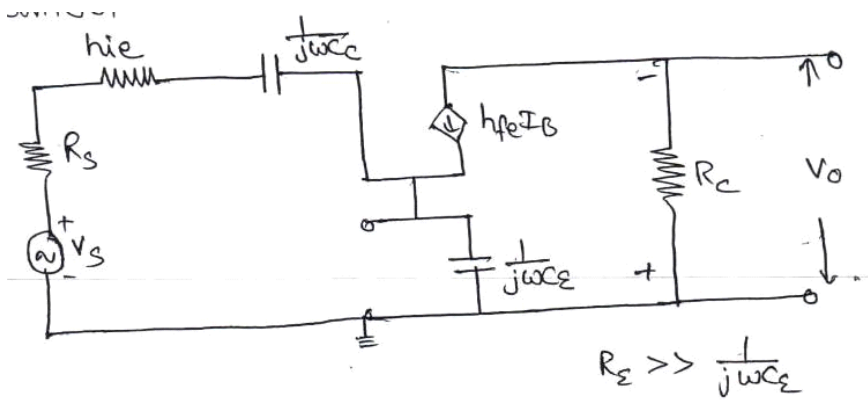 hie
1/jωCc
Rs
+
Vs
-
hfeIB
-
Rc
+
Vo
1/jωCE
RE >> 1/jωCE